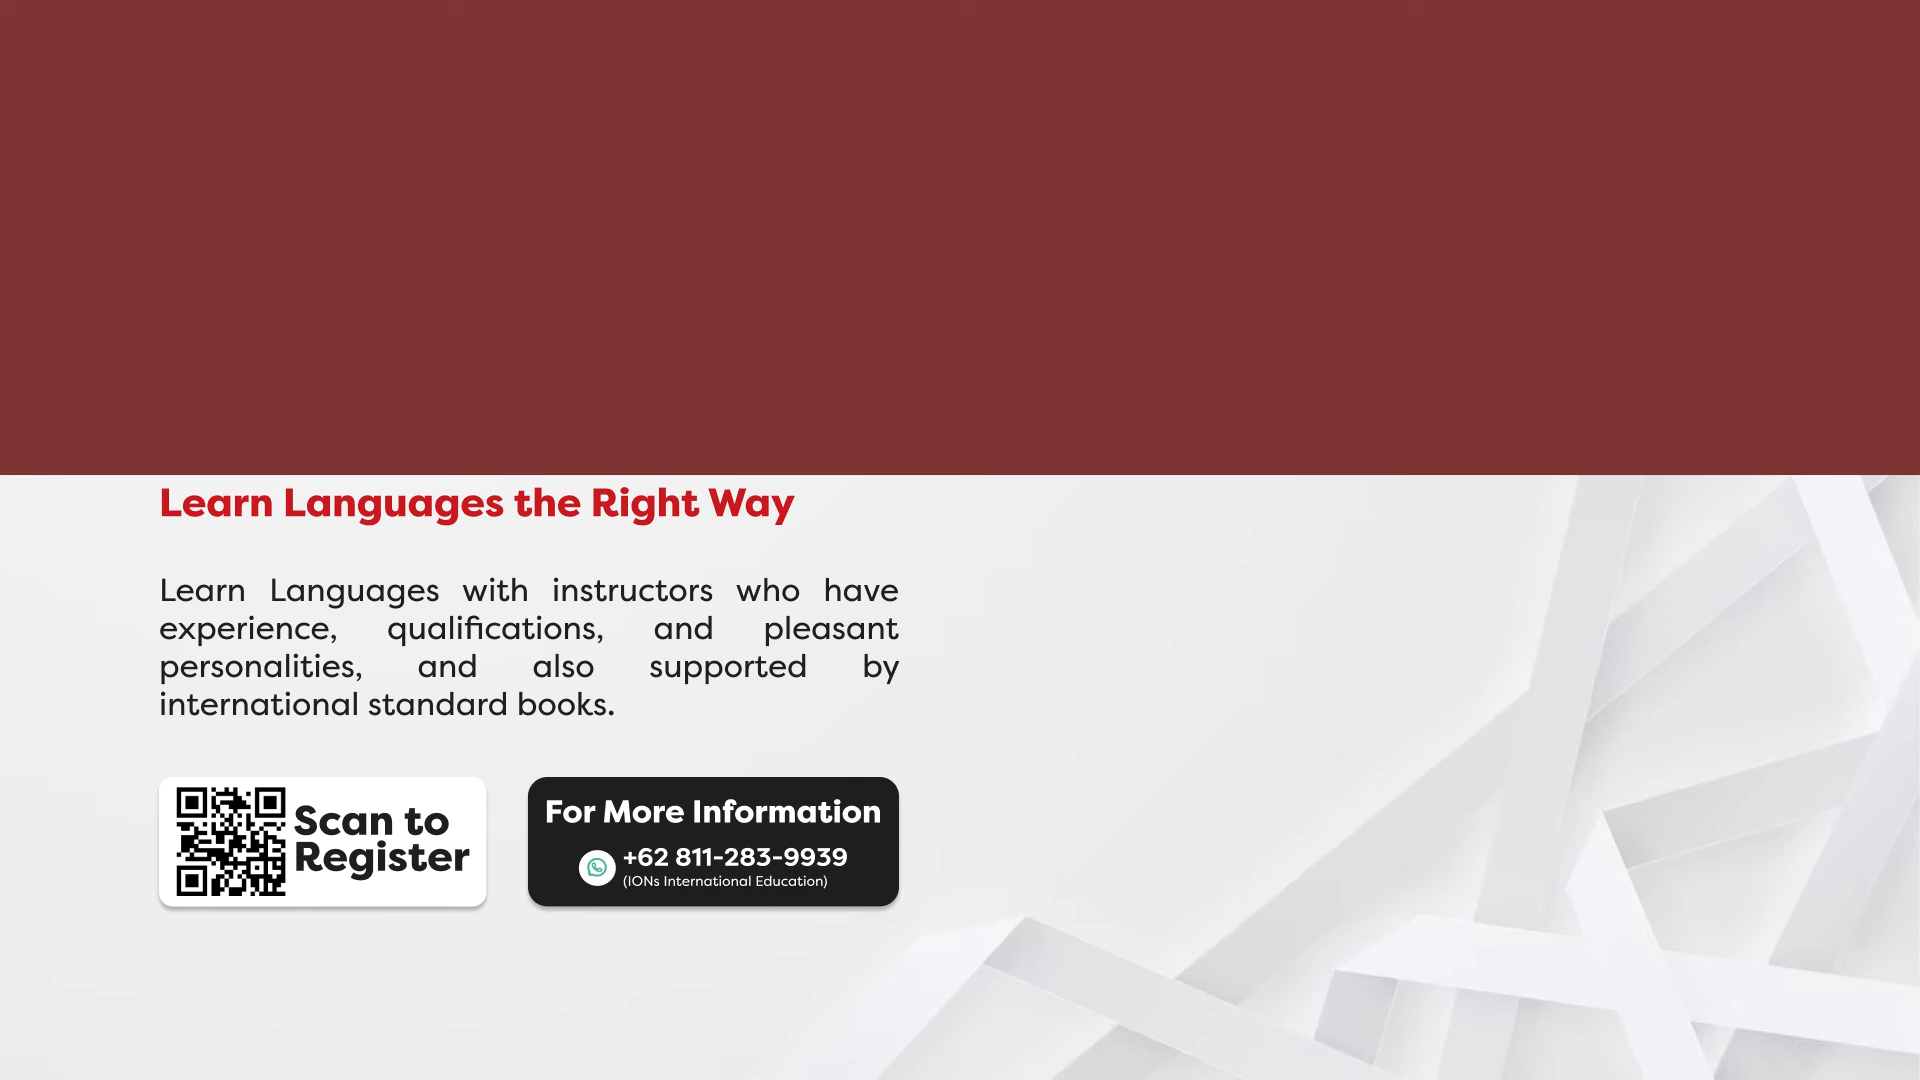 Learn Languages the Right Way
Learn Languages with instructors who have
experience, qualifications, and pleasant
personalities, and also supported by
international standard books.
Scan to
Register
For More Information
+62 811-283-9939
(IONs International Education)